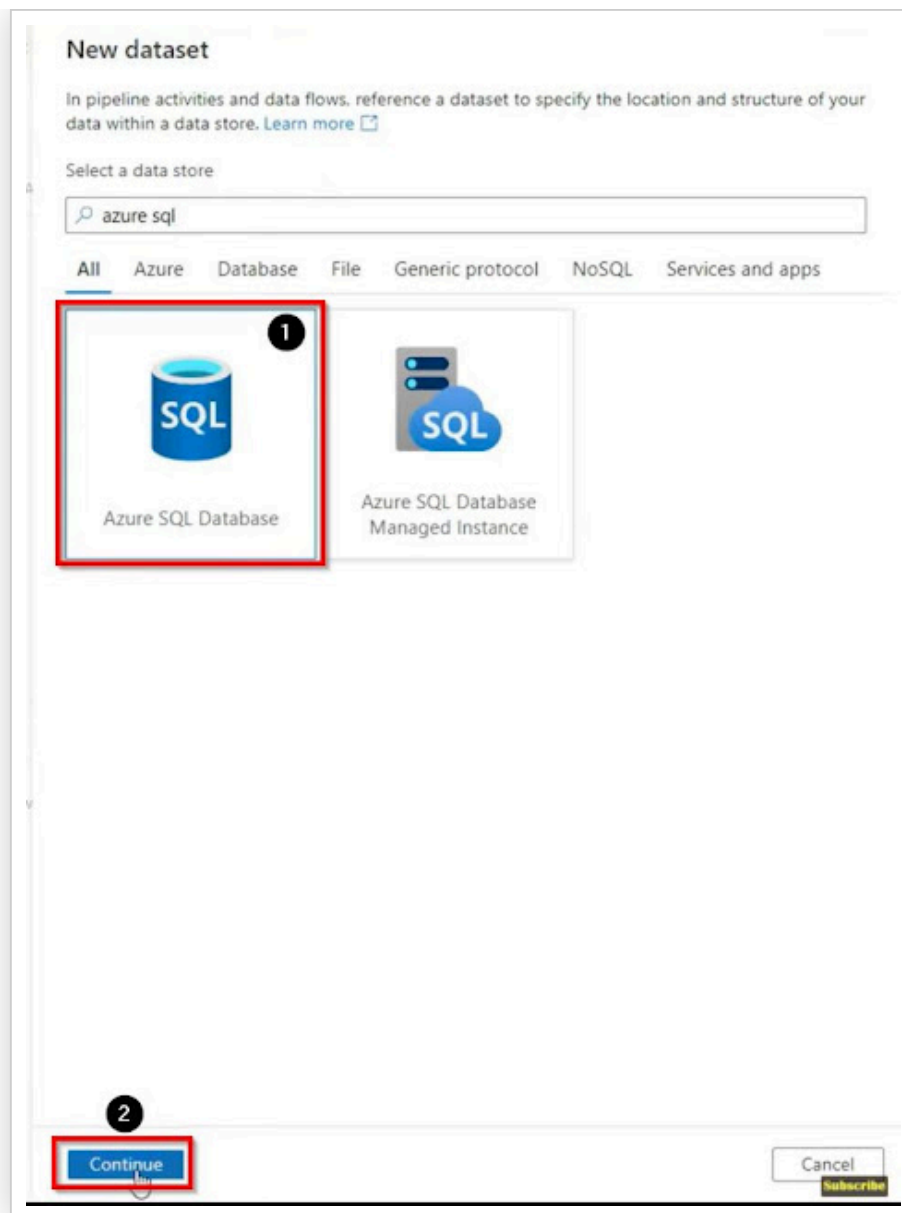 New dataset
In pipeline activities and data flows, reference a dataset to specify the location and structure of your
data within a data store. Learn more
Select a data store
azure sql
All Azure Database File Generic protocol NoSQL Services and apps
1
SQL
SQL
Azure SQL Database
Azure SQL Database
Managed Instance
2
Continue
Cancel
Subscribe